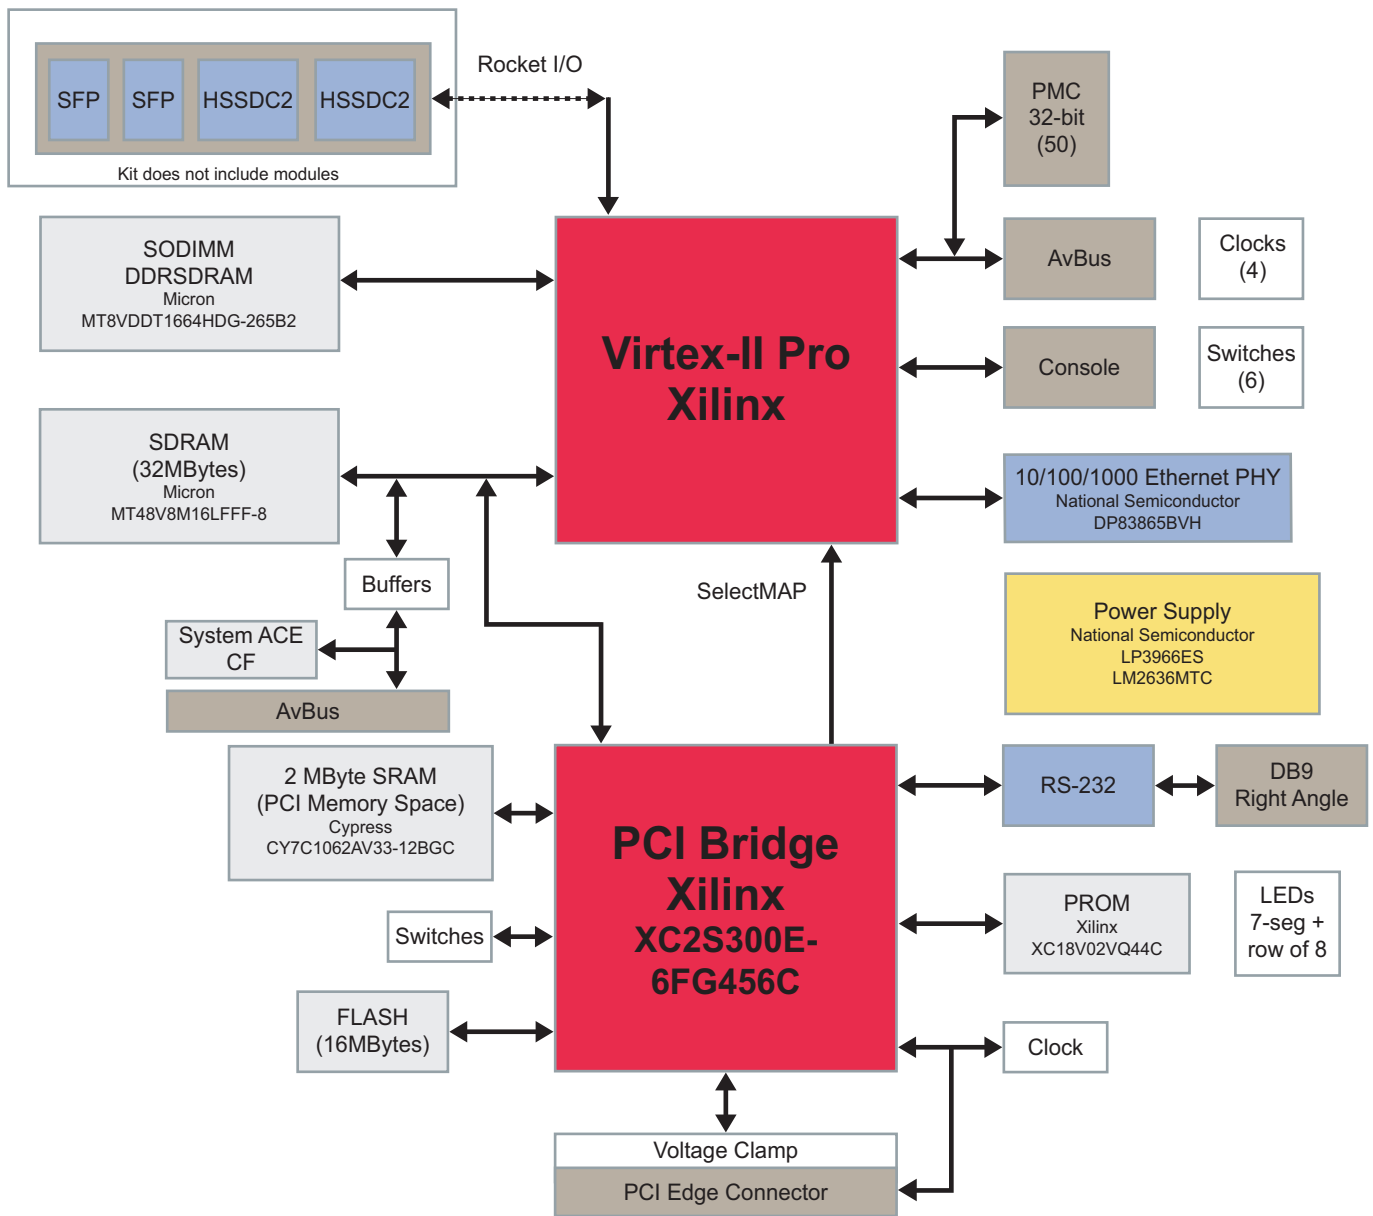 Rocket I/O
SFP
SFP
HSSDC2
HSSDC2
Kit does not include modules
PMC
32-bit
(50)
SODIMM
DDRSDRAM
Micron
MT8VDDT1664HDG-265B2
Virtex-II Pro
Xilinx
AvBus
Clocks
(4)
Console
Switches
(6)
SDRAM
(32MBytes)
Micron
MT48V8M16LFFF-8
10/100/1000 Ethernet PHY
National Semiconductor
DP83865BVH
Buffers
SelectMAP
System ACE
CF
AvBus
Power Supply
National Semiconductor
LP3966ES
LM2636MTC
2 MByte SRAM
(PCI Memory Space)
Cypress
CY7C1062AV33-12BGC
PCI Bridge
Xilinx
XC2S300E-
6FG456C
RS-232
DB9
Right Angle
Switches
PROM
Xilinx
XC18V02VQ44C
LEDs
7-seg +
row of 8
FLASH
(16MBytes)
Clock
Voltage Clamp
PCI Edge Connector